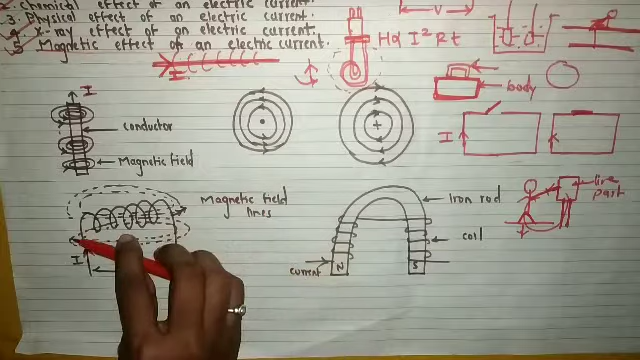 2. Chemical effect of an electric current.
3. Physical effect of an electric current.
4. x-ray effect of an electric current.
5. Magnetic effect of an electric current.
V
H α I² R t
I
body
I
I
conductor
Magnetic field
live part
Magnetic field lines
Iron rod
coil
I
current
N
S